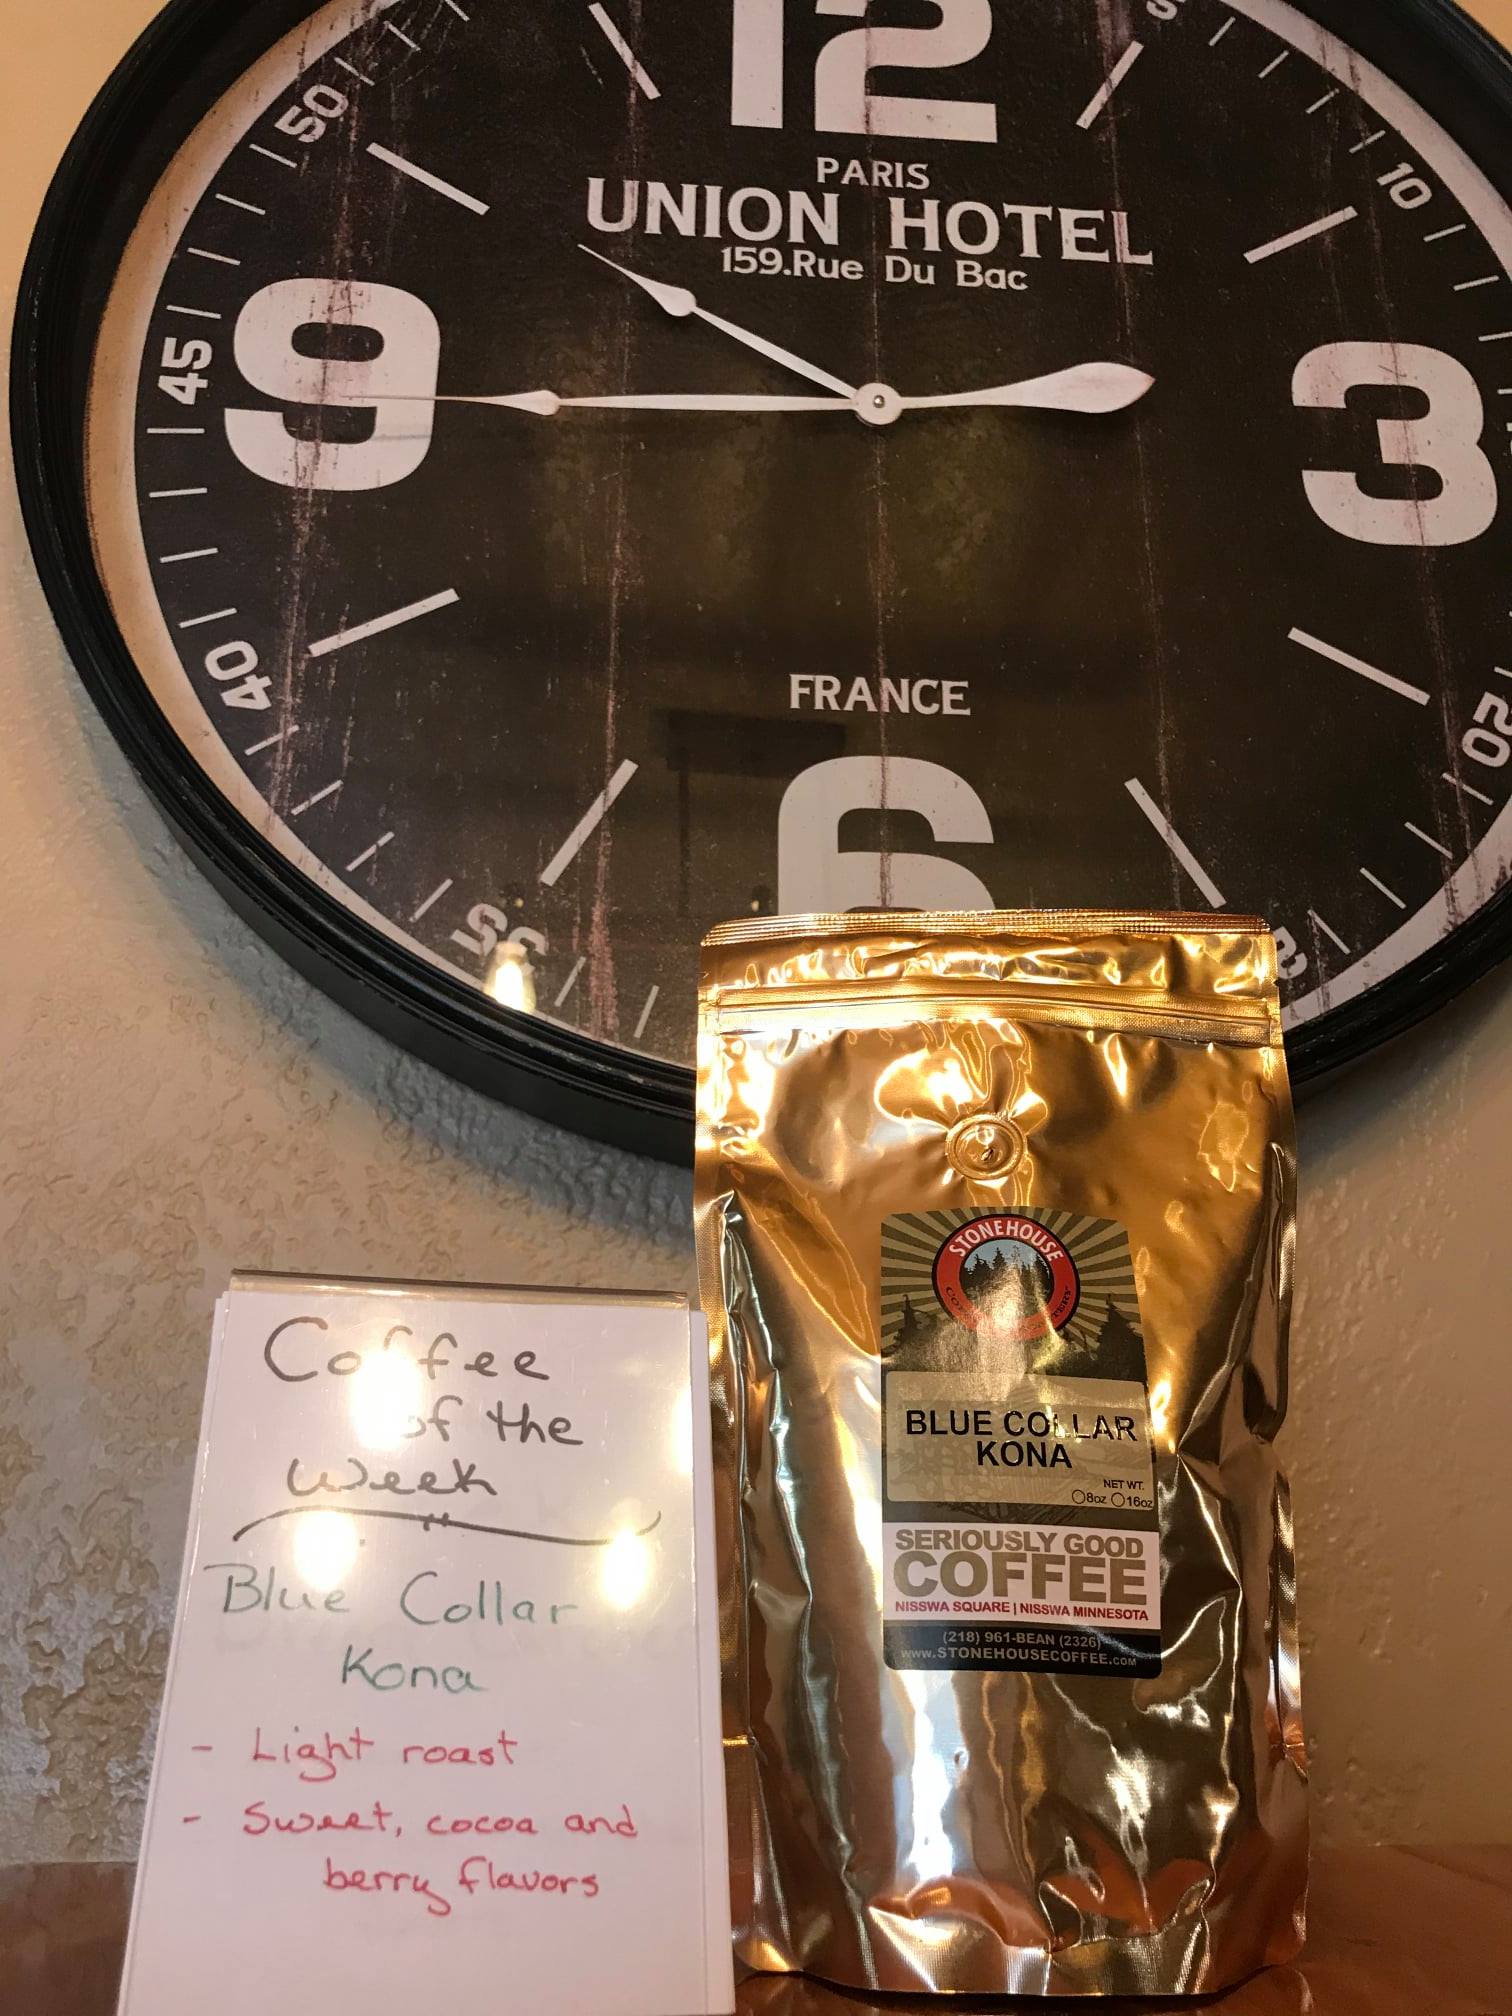 12
5
50
10
PARIS
UNION HOTEL
159.Rue Du Bac
9
45
3
40
FRANCE
20
6
35
STONEHOUSE
BLUE COLLAR
KONA
NET WT.
8oz 16oz
SERIOUSLY GOOD
COFFEE
NISSWA SQUARE | NISSWA MINNESOTA
(218) 961-BEAN (2326)
www.STONEHOUSECOFFEE.COM
Coffee
of the
Week
Blue Collar
Kona
- Light roast
- Sweet, cocoa and
berry flavors